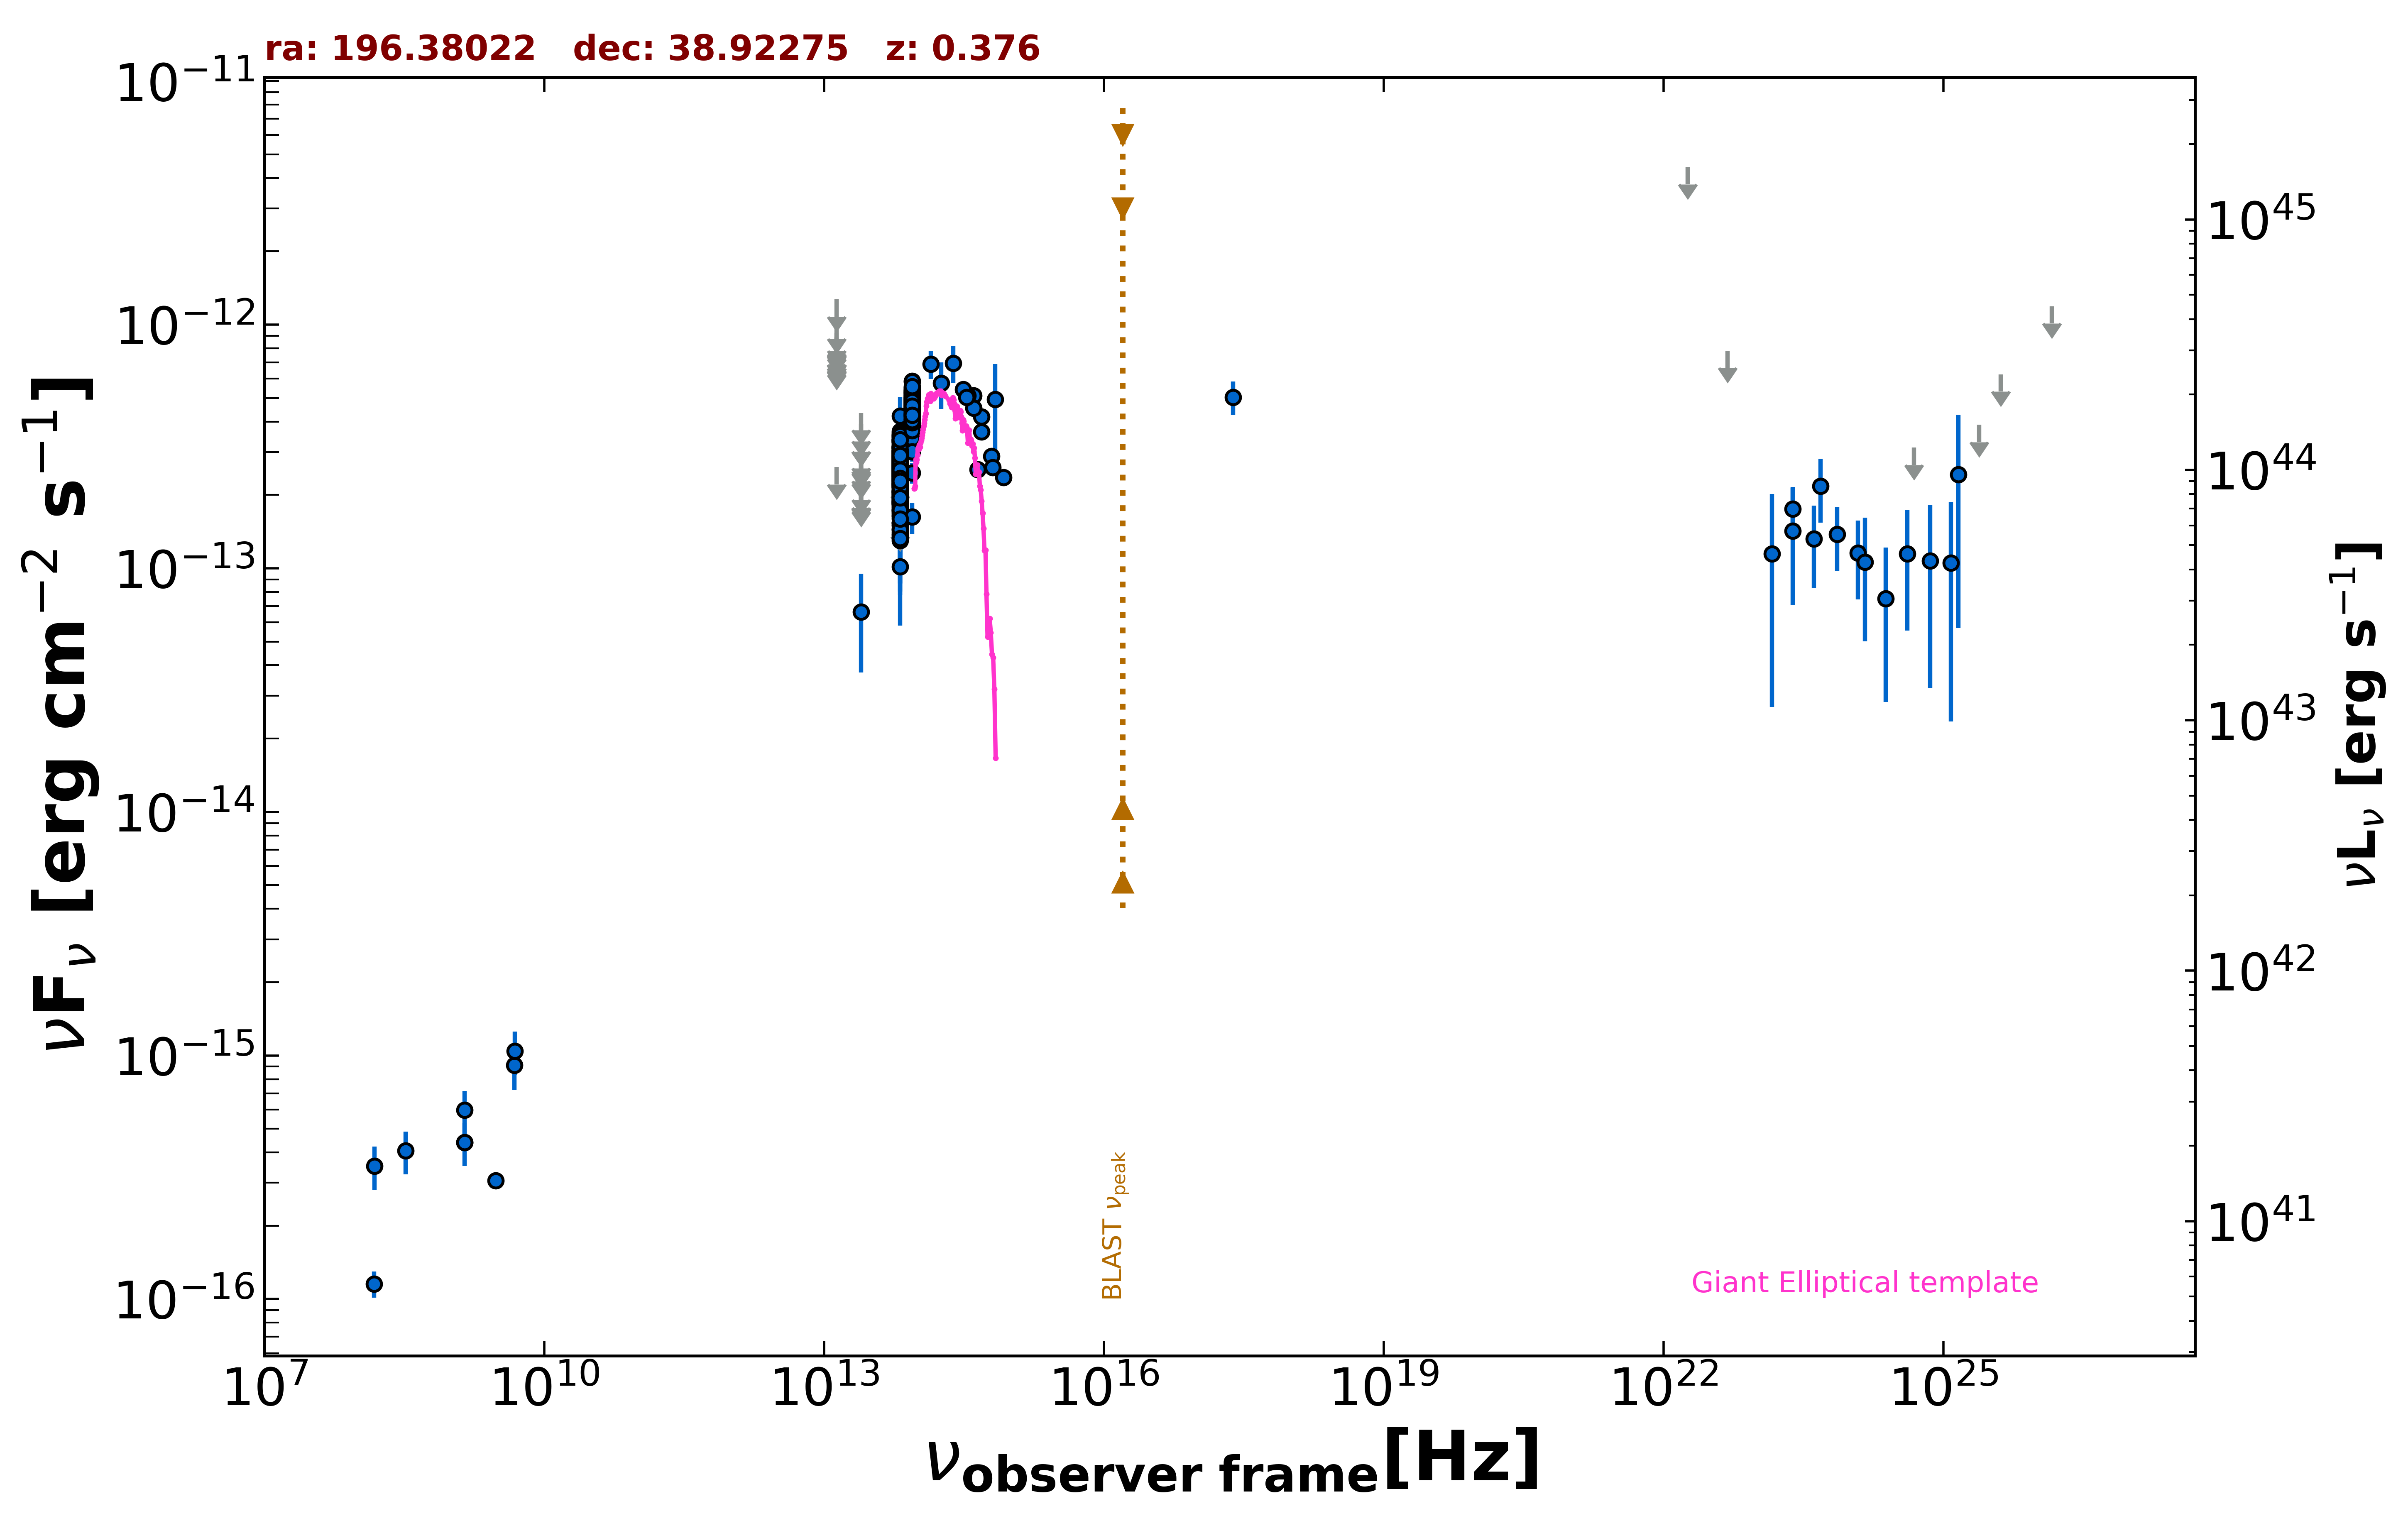 ra: 196.38022 dec: 38.92275 z: 0.376
10⁻¹¹
10⁻¹²
10⁻¹³
10⁻¹⁴
10⁻¹⁵
10⁻¹⁶
νFν [erg cm⁻² s⁻¹]
10⁴⁵
10⁴⁴
10⁴³
10⁴²
10⁴¹
νLν [erg s⁻¹]
BLAST νpeak
Giant Elliptical template
10⁷ 10¹⁰ 10¹³ 10¹⁶ 10¹⁹ 10²² 10²⁵
νobserver frame[Hz]